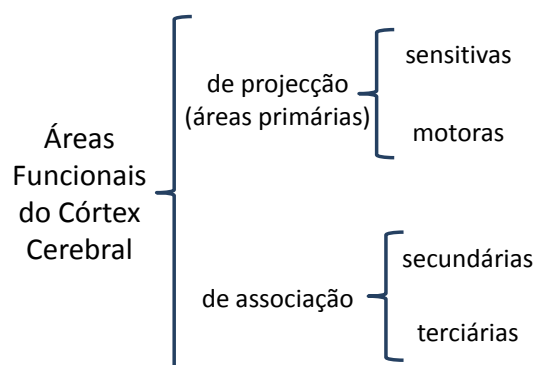 Áreas
Funcionais
do Córtex
Cerebral
de projecção
(áreas primárias)
sensitivas
motoras
de associação
secundárias
terciárias